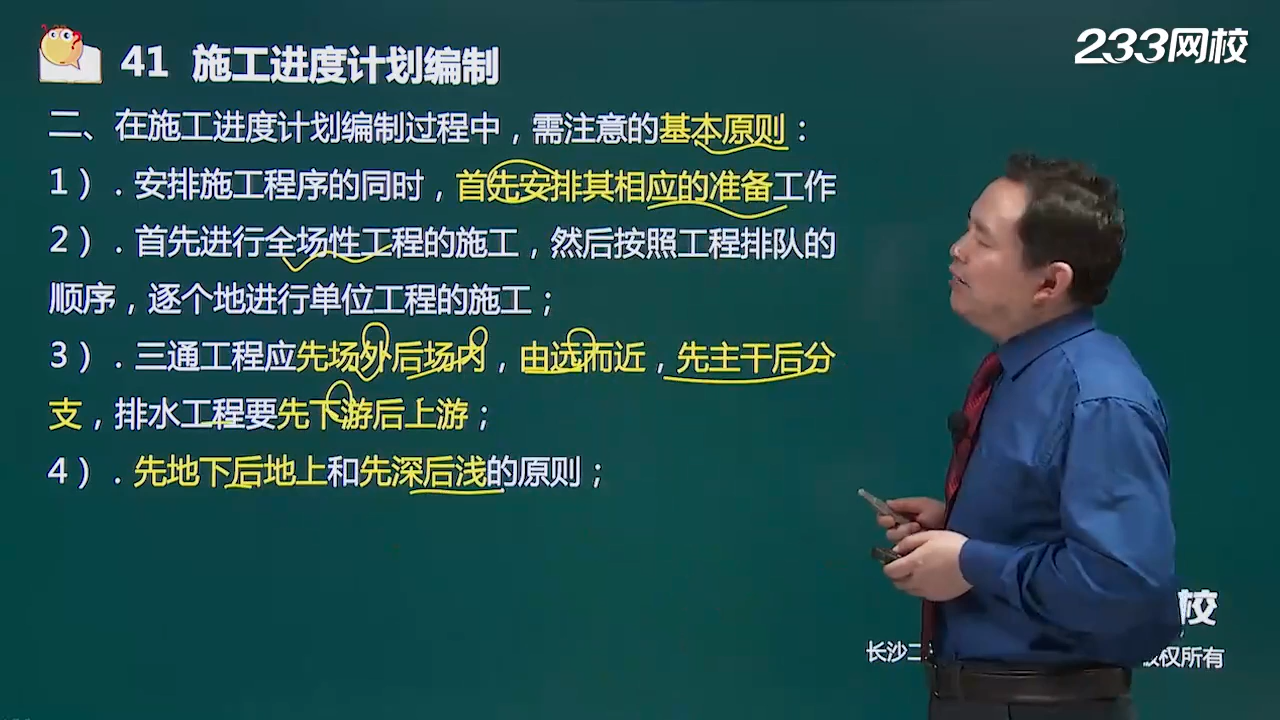 233网校
41 施工进度计划编制
二、在施工进度计划编制过程中，需注意的基本原则：
1）．安排施工程序的同时，首先安排其相应的准备工作
2）．首先进行全场性工程的施工，然后按照工程排队的
顺序，逐个地进行单位工程的施工；
3）．三通工程应先场外后场内，由远而近，先主干后分
支，排水工程要先下游后上游；
4）．先地下后地上和先深后浅的原则；
校
长沙二
权所有